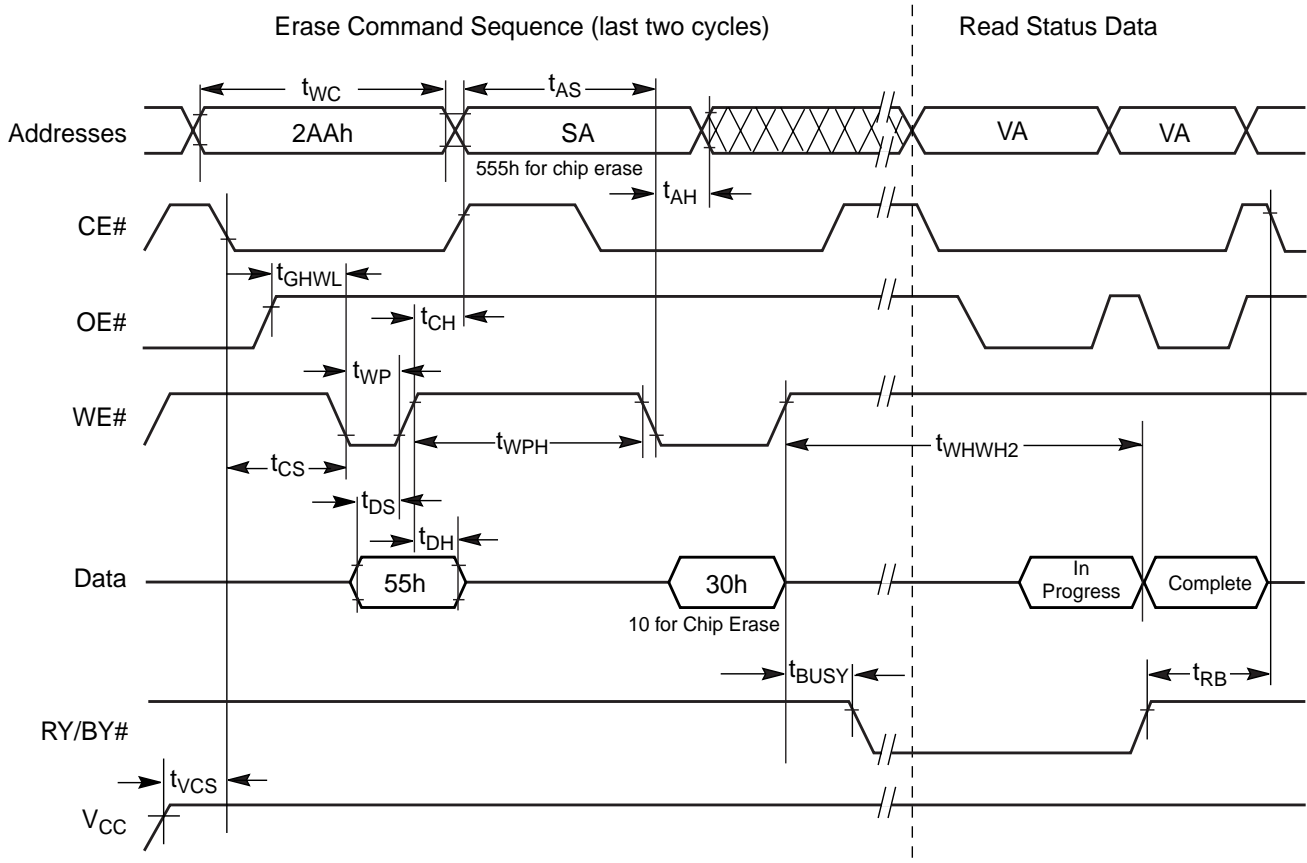 Erase Command Sequence (last two cycles)
Read Status Data
tWC
tAS
Addresses
2AAh
SA
VA
VA
555h for chip erase
tAH
CE#
tGHWL
OE#
tCH
tWP
WE#
tWPH
tWHWH2
tCS
tDS
tDH
Data
55h
30h
In
Progress
Complete
10 for Chip Erase
tBUSY
tRB
RY/BY#
tVCS
VCC